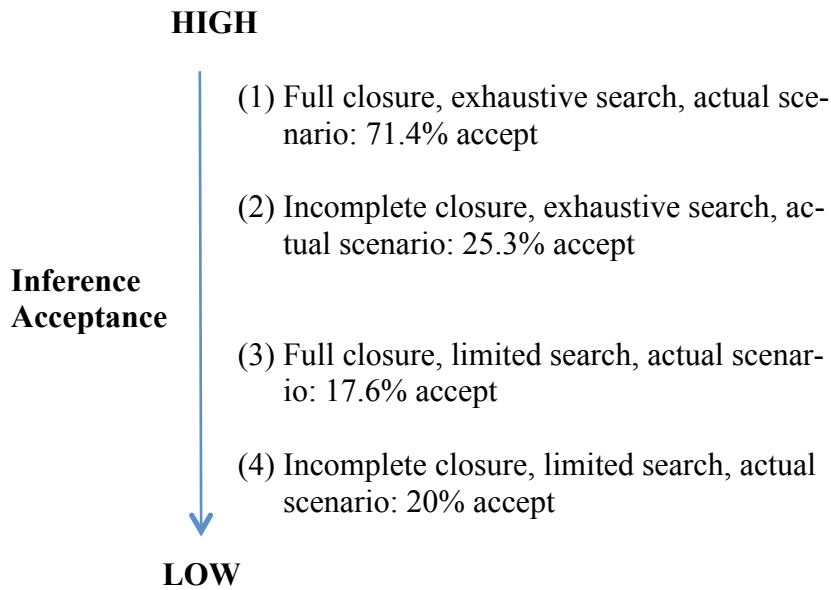 HIGH
(1) Full closure, exhaustive search, actual sce-
nario: 71.4% accept
(2) Incomplete closure, exhaustive search, ac-
tual scenario: 25.3% accept
Inference
Acceptance
(3) Full closure, limited search, actual scenar-
io: 17.6% accept
(4) Incomplete closure, limited search, actual
scenario: 20% accept
LOW